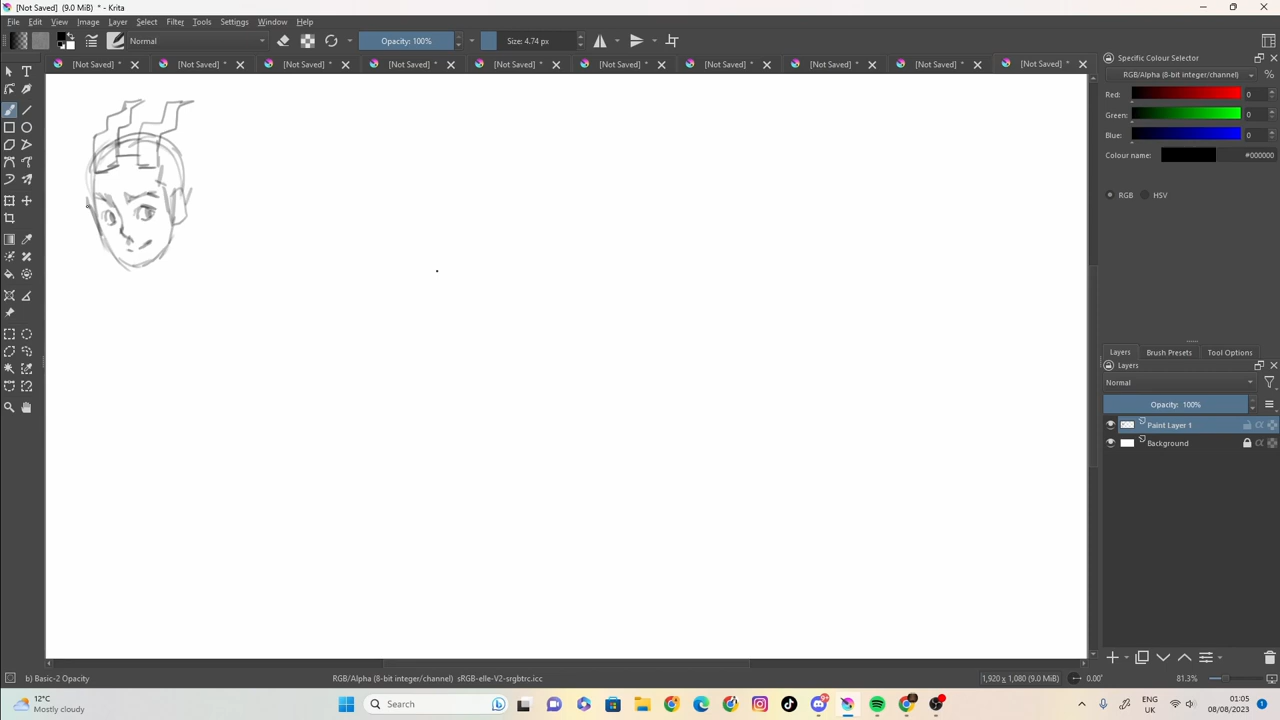 [Not Saved] (9.0 MiB) * - Krita
File Edit View Image Layer Select Filter Tools Settings Window Help
Normal Opacity: 100% Size: 4.74 px
[Not Saved] * [Not Saved] * [Not Saved] * [Not Saved] * [Not Saved] * [Not Saved] * [Not Saved] * [Not Saved] * [Not Saved] * [Not Saved] *
Specific Colour Selector
RGB/Alpha (8-bit integer/channel) %
Red: 0
Green: 0
Blue: 0
Colour name: #000000
RGB HSV
Layers Brush Presets Tool Options
Layers
Normal
Opacity: 100%
Paint Layer 1
Background
b) Basic-2 Opacity RGB/Alpha (8-bit integer/channel) sRGB-elle-V2-srgbtrc.icc 1,920 x 1,080 (9.0 MiB) 0.00° 81.3%
12°C
Mostly cloudy
Search
ENG
UK
01:05
08/08/2023